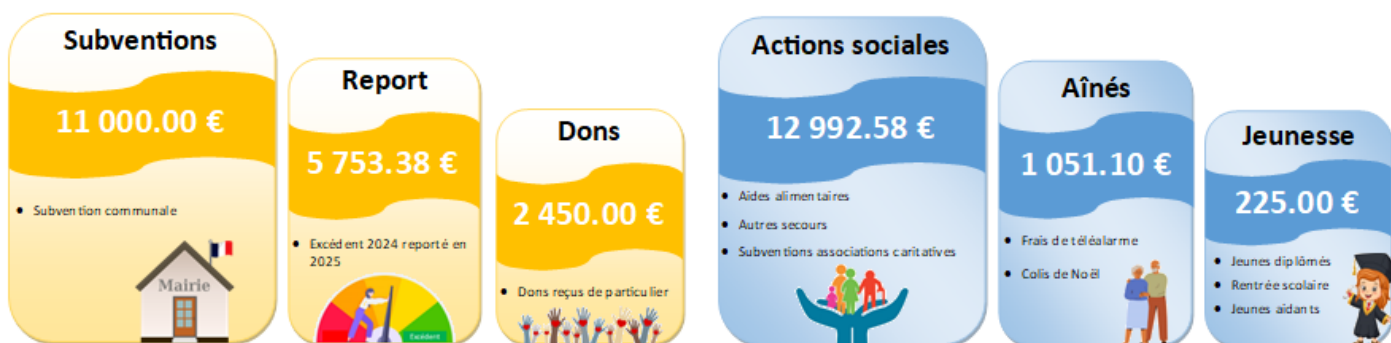 Subventions
11 000.00 €
• Subvention communale
Mairie
Report
5 753.38 €
• Excédent 2024 reporté en
2025
Excédent
Dons
2 450.00 €
• Dons reçus de particulier
Actions sociales
12 992.58 €
• Aides alimentaires
• Autres secours
• Subventions associations caritatives
Aînés
1 051.10 €
• Frais de téléalarme
• Colis de Noël
Jeunesse
225.00 €
• Jeunes diplômés
• Rentrée scolaire
• Jeunes aidants